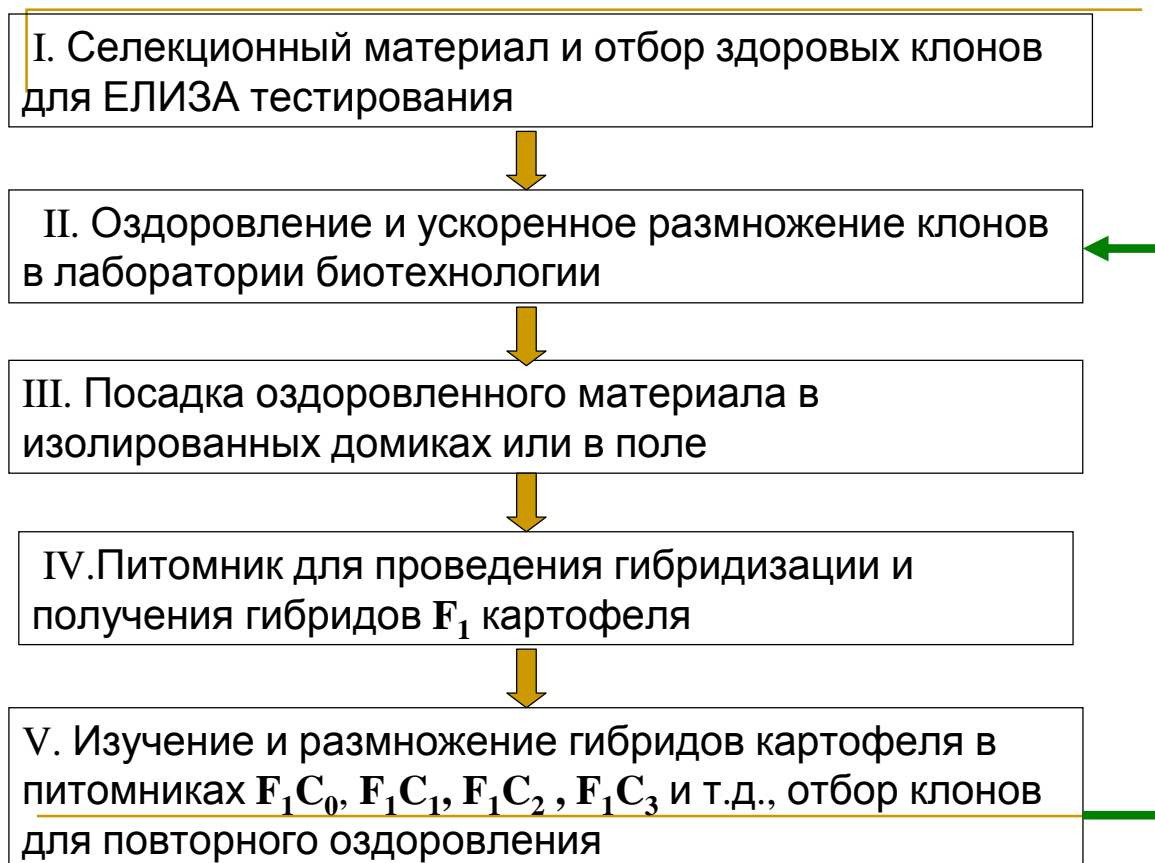 I. Селекционный материал и отбор здоровых клонов
для ЕЛИЗА тестирования
II. Оздоровление и ускоренное размножение клонов
в лаборатории биотехнологии
III. Посадка оздоровленного материала в
изолированных домиках или в поле
IV.Питомник для проведения гибридизации и
получения гибридов F₁ картофеля
V. Изучение и размножение гибридов картофеля в
питомниках F₁C₀, F₁C₁, F₁C₂ , F₁C₃ и т.д., отбор клонов
для повторного оздоровления